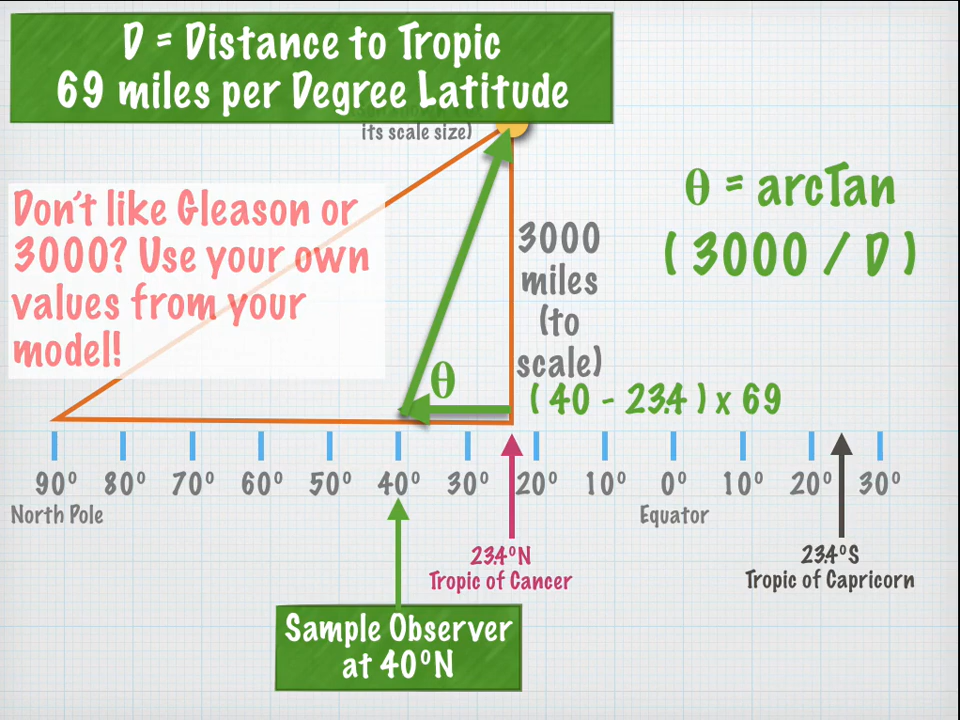 D = Distance to Tropic
69 miles per Degree Latitude
its scale size)
Don't like Gleason or
3000? Use your own
values from your
model!
θ = arcTan
( 3000 / D )
3000
miles
(to
scale)
θ
( 40 - 23.4 ) x 69
90° 80° 70° 60° 50° 40° 30° 20° 10° 0° 10° 20° 30°
North Pole
Equator
23.4°N
Tropic of Cancer
23.4°S
Tropic of Capricorn
Sample Observer
at 40°N